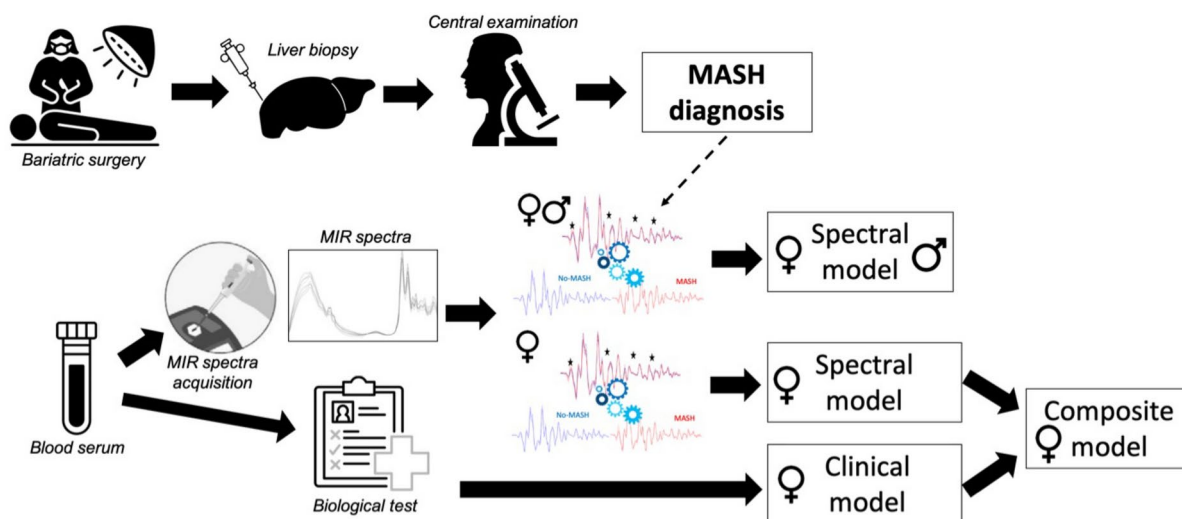 Bariatric surgery
Liver biopsy
Central examination
MASH
diagnosis
MIR spectra
MIR spectra
acquisition
Blood serum
Biological test
No-MASH
MASH
No-MASH
MASH
Spectral
model
Spectral
model
Clinical
model
Composite
model